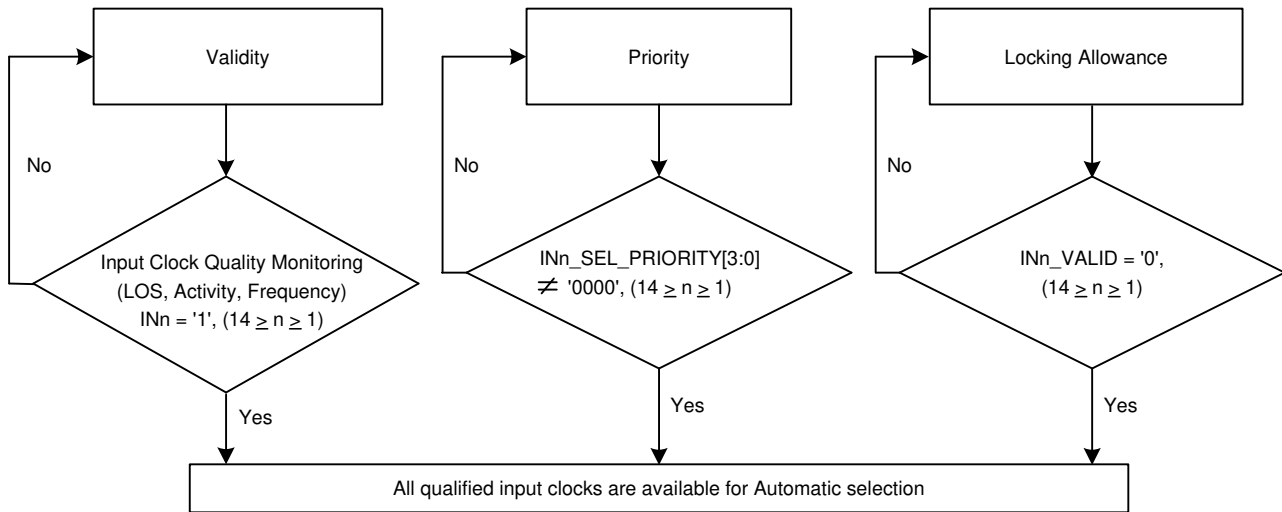 Validity
Priority
Locking Allowance
No
No
No
Input Clock Quality Monitoring
(LOS, Activity, Frequency)
INn = '1', (14 ≥ n ≥ 1)
INn_SEL_PRIORITY[3:0]
≠ '0000', (14 ≥ n ≥ 1)
INn_VALID = '0',
(14 ≥ n ≥ 1)
Yes
Yes
Yes
All qualified input clocks are available for Automatic selection